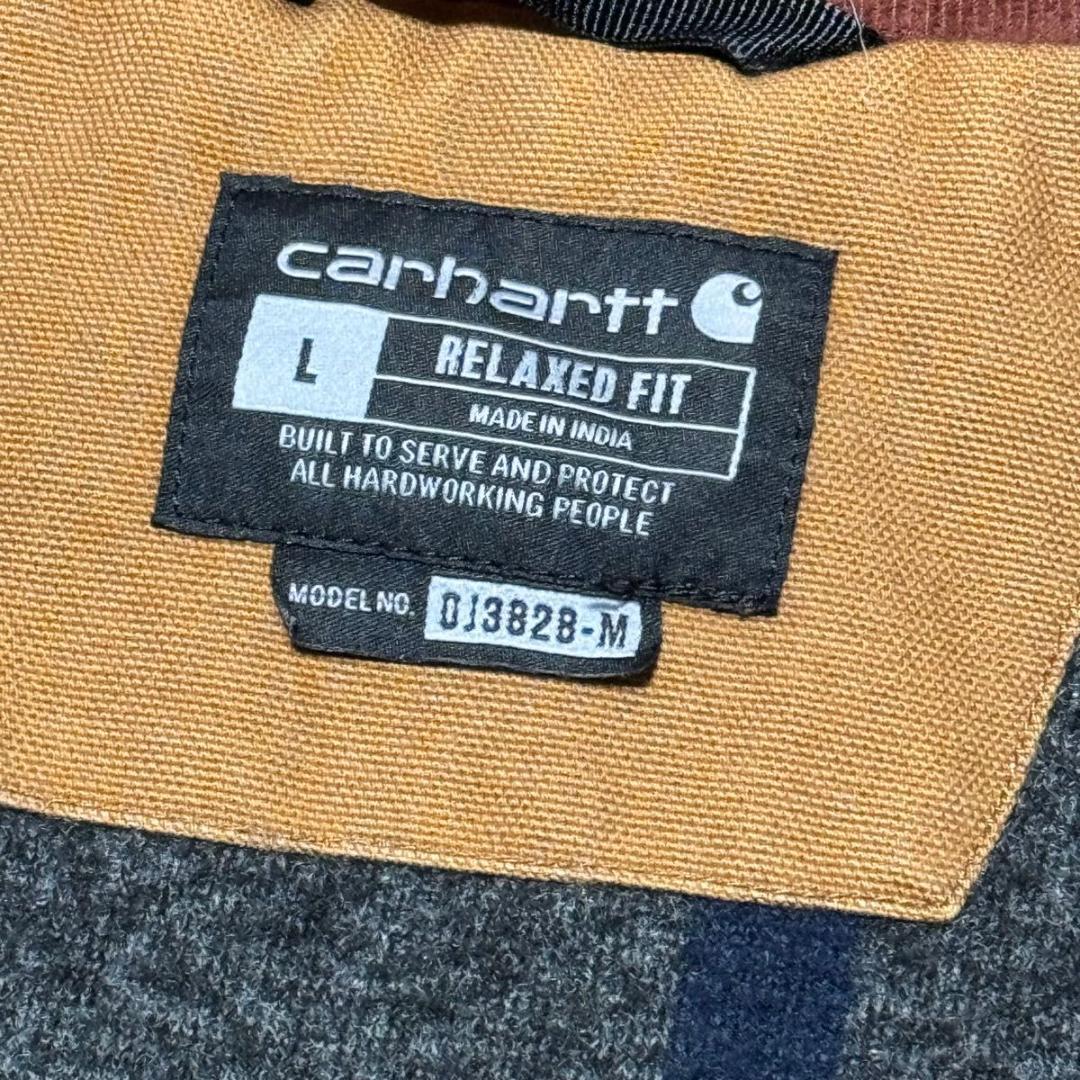 carhartt
L
RELAXED FIT
MADE IN INDIA
BUILT TO SERVE AND PROTECT
ALL HARDWORKING PEOPLE
MODEL NO. OJ3828-M